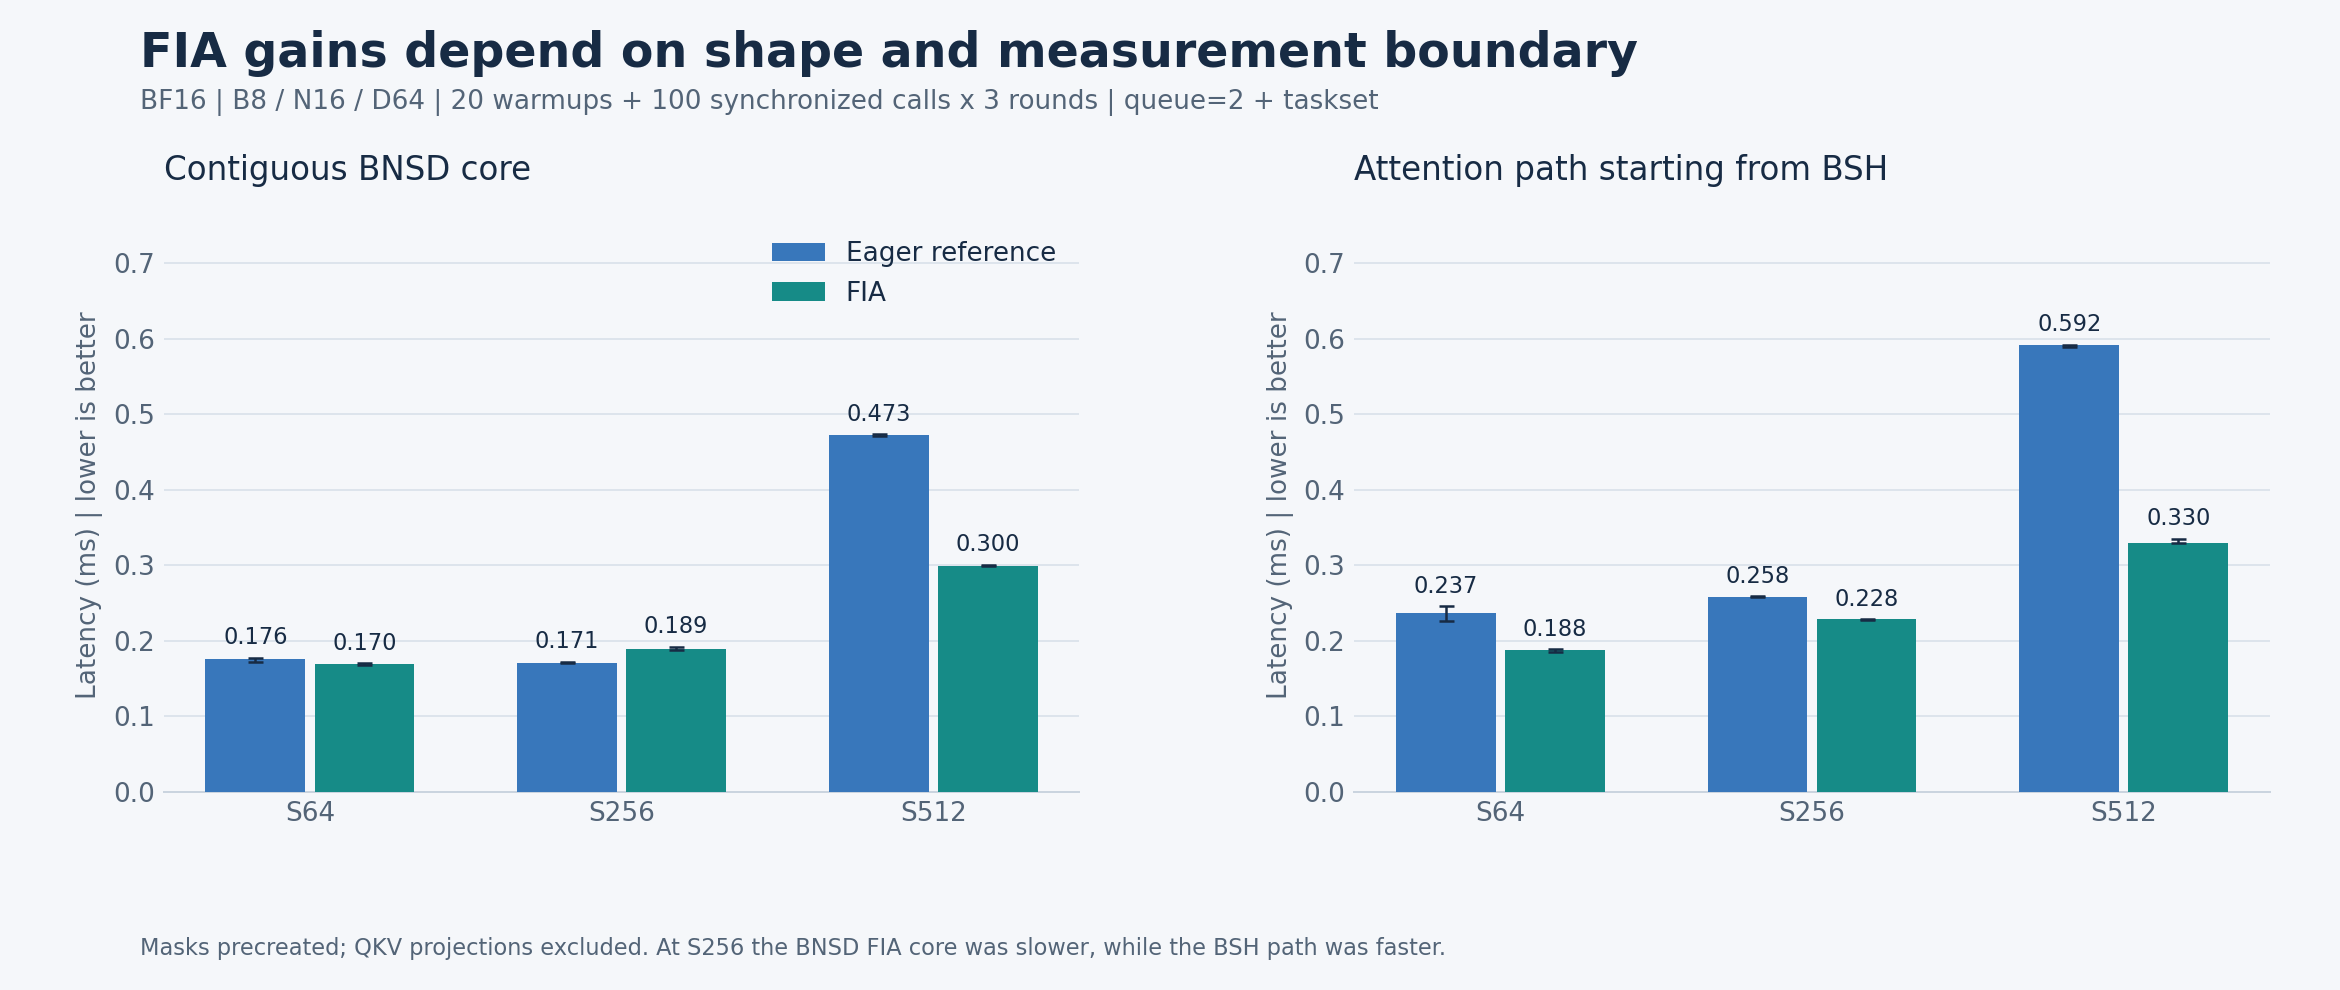 FIA gains depend on shape and measurement boundary
BF16 | B8 / N16 / D64 | 20 warmups + 100 synchronized calls x 3 rounds | queue=2 + taskset
Contiguous BNSD core
Latency (ms) | lower is better
0.7
0.6
0.5
0.4
0.3
0.2
0.1
0.0
Eager reference
FIA
0.176
0.170
0.171
0.189
0.473
0.300
S64
S256
S512
Attention path starting from BSH
Latency (ms) | lower is better
0.7
0.6
0.5
0.4
0.3
0.2
0.1
0.0
0.237
0.188
0.258
0.228
0.592
0.330
S64
S256
S512
Masks precreated; QKV projections excluded. At S256 the BNSD FIA core was slower, while the BSH path was faster.